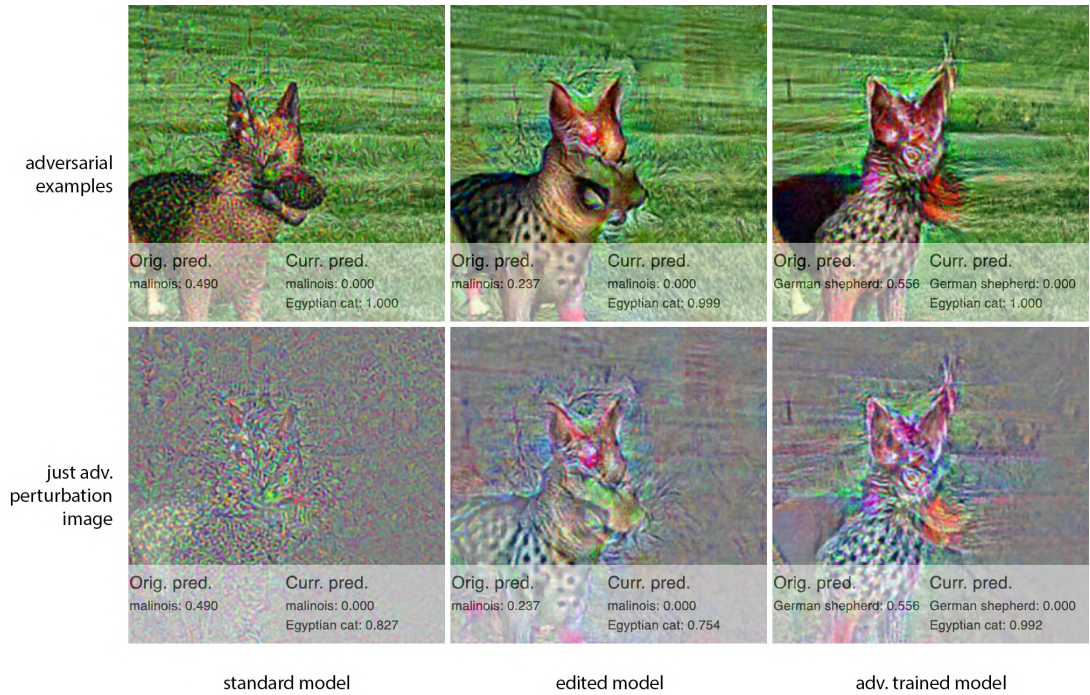 adversarial
examples
Orig. pred.
malinois: 0.490
Curr. pred.
malinois: 0.000
Egyptian cat: 1.000
Orig. pred.
malinois: 0.237
Curr. pred.
malinois: 0.000
Egyptian cat: 0.999
Orig. pred.
German shepherd: 0.556
Curr. pred.
German shepherd: 0.000
Egyptian cat: 1.000
just adv.
perturbation
image
Orig. pred.
malinois: 0.490
Curr. pred.
malinois: 0.000
Egyptian cat: 0.827
Orig. pred.
malinois: 0.237
Curr. pred.
malinois: 0.000
Egyptian cat: 0.754
Orig. pred.
German shepherd: 0.556
Curr. pred.
German shepherd: 0.000
Egyptian cat: 0.992
standard model
edited model
adv. trained model